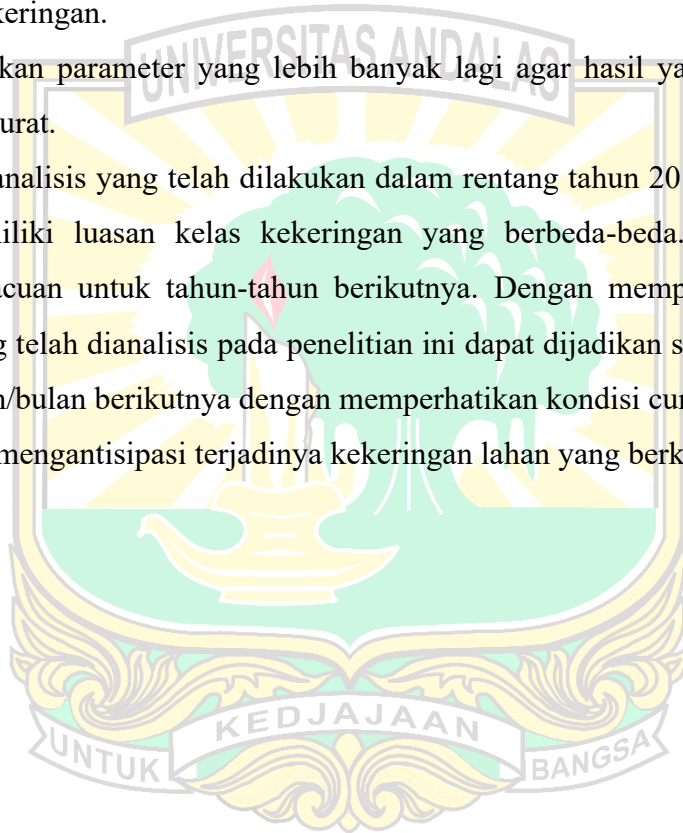 keringan.
UNIVERSITAS ANDALAS
kan parameter yang lebih banyak lagi agar hasil ya
urat.
analisis yang telah dilakukan dalam rentang tahun 20
iliki luasan kelas kekeringan yang berbeda-beda.
acuan untuk tahun-tahun berikutnya. Dengan memp
g telah dianalisis pada penelitian ini dapat dijadikan s
n/bulan berikutnya dengan memperhatikan kondisi cur
mengantisipasi terjadinya kekeringan lahan yang berk
UNTUK KEDJAJAAN BANGSA